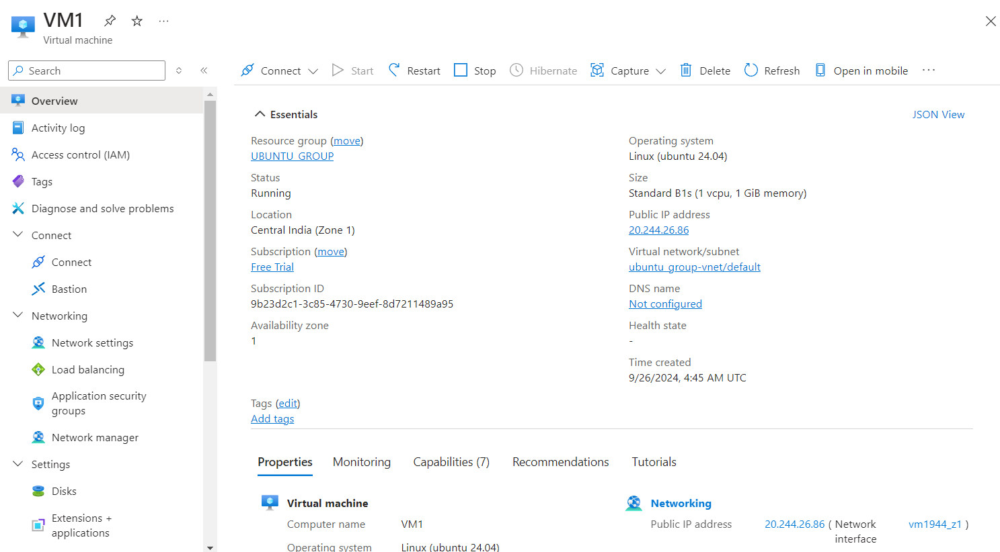 VM1
Virtual machine
Search
Connect
Start
Restart
Stop
Hibernate
Capture
Delete
Refresh
Open in mobile
Overview
Activity log
Access control (IAM)
Tags
Diagnose and solve problems
Connect
Connect
Bastion
Networking
Network settings
Load balancing
Application security
groups
Network manager
Settings
Disks
Extensions +
applications
Essentials
JSON View
Resource group (move)
UBUNTU_GROUP
Status
Running
Location
Central India (Zone 1)
Subscription (move)
Free Trial
Subscription ID
9b23d2c1-3c85-4730-9eef-8d7211489a95
Availability zone
1
Operating system
Linux (ubuntu 24.04)
Size
Standard B1s (1 vcpu, 1 GiB memory)
Public IP address
20.244.26.86
Virtual network/subnet
ubuntu_group-vnet/default
DNS name
Not configured
Health state
-
Time created
9/26/2024, 4:45 AM UTC
Tags (edit)
Add tags
Properties
Monitoring
Capabilities (7)
Recommendations
Tutorials
Virtual machine
Computer name VM1
Operating system Linux (ubuntu 24.04)
Networking
Public IP address 20.244.26.86 ( Network vm1944_z1 )
interface